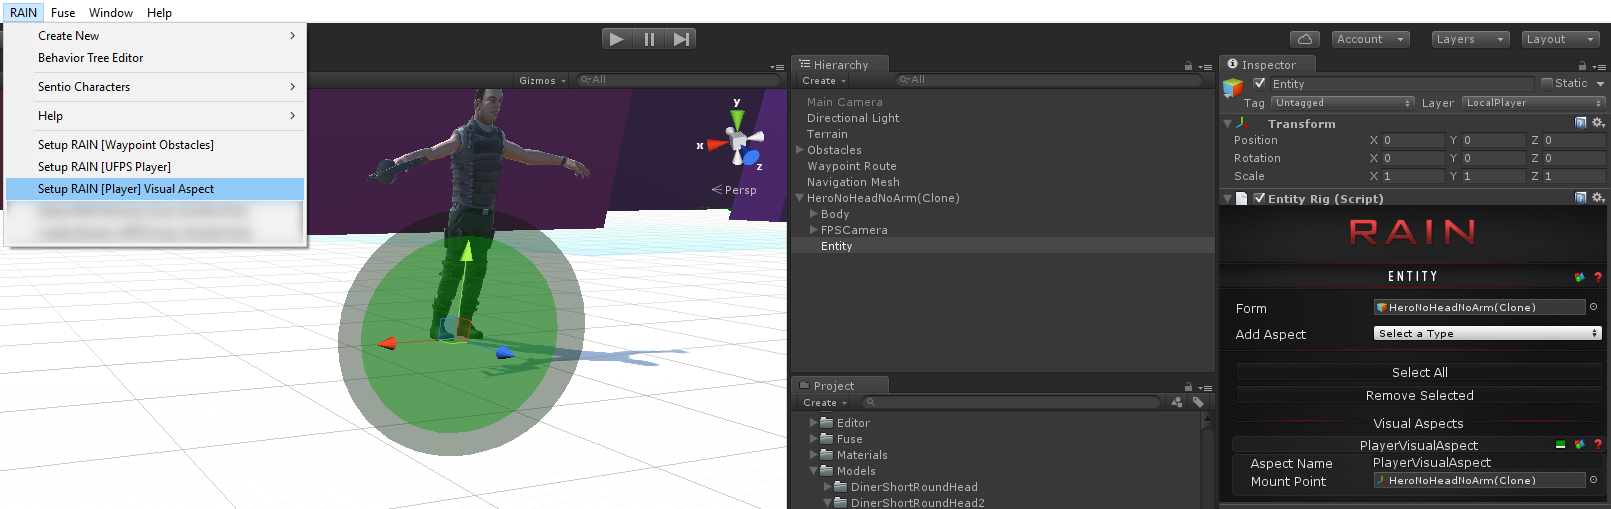 RAIN Fuse Window Help
Create New
Behavior Tree Editor
Sentio Characters
Help
Setup RAIN [Waypoint Obstacles]
Setup RAIN [UFPS Player]
Setup RAIN [Player] Visual Aspect
Gizmos All
y
x
z
Persp
Account Layers Layout
Hierarchy
Create All
Main Camera
Directional Light
Terrain
Obstacles
Waypoint Route
Navigation Mesh
HeroNoHeadNoArm(Clone)
Body
FPSCamera
Entity
Project
Create
Editor
Fuse
Materials
Models
DinerShortRoundHead
DinerShortRoundHead2
Inspector
Entity Static
Tag Untagged Layer LocalPlayer
Transform
Position X 0 Y 0 Z 0
Rotation X 0 Y 0 Z 0
Scale X 1 Y 1 Z 1
Entity Rig (Script)
RAIN
ENTITY
Form HeroNoHeadNoArm(Clone)
Add Aspect Select a Type
Select All
Remove Selected
Visual Aspects
PlayerVisualAspect
Aspect Name PlayerVisualAspect
Mount Point HeroNoHeadNoArm(Clone)